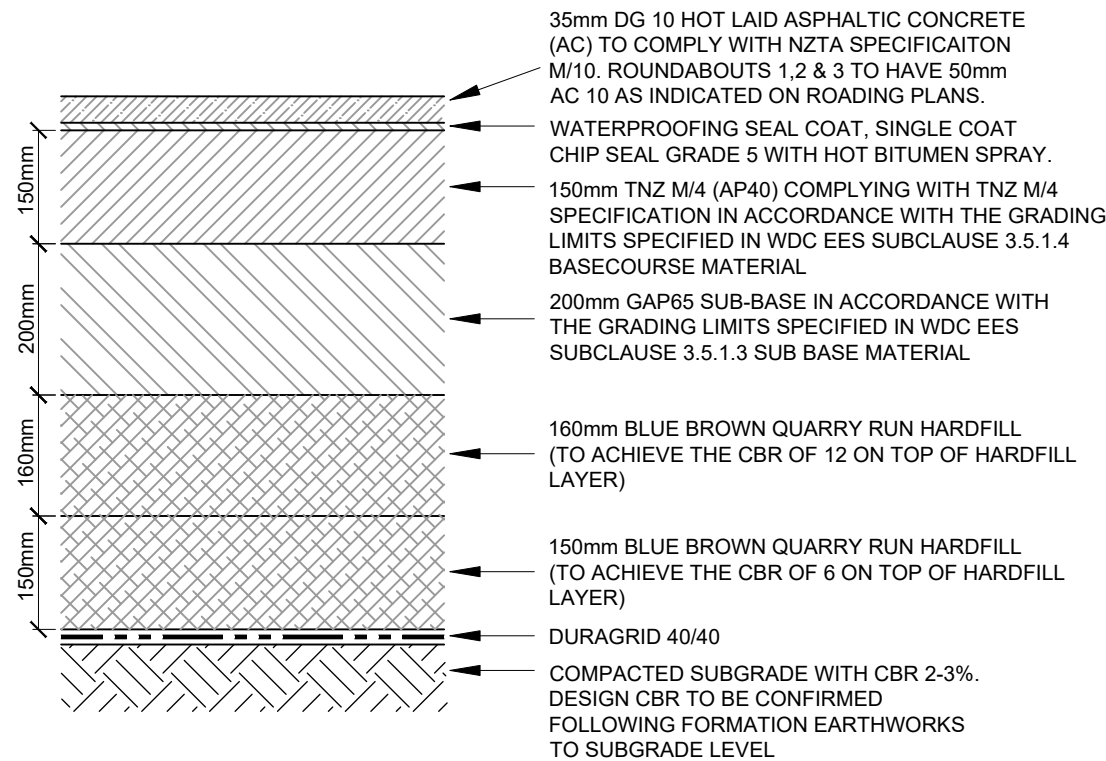 35mm DG 10 HOT LAID ASPHALTIC CONCRETE
(AC) TO COMPLY WITH NZTA SPECIFICAITON
M/10. ROUNDABOUTS 1,2 & 3 TO HAVE 50mm
AC 10 AS INDICATED ON ROADING PLANS.
WATERPROOFING SEAL COAT, SINGLE COAT
CHIP SEAL GRADE 5 WITH HOT BITUMEN SPRAY.
150mm
150mm TNZ M/4 (AP40) COMPLYING WITH TNZ M/4
SPECIFICATION IN ACCORDANCE WITH THE GRADING
LIMITS SPECIFIED IN WDC EES SUBCLAUSE 3.5.1.4
BASECOURSE MATERIAL
200mm
200mm GAP65 SUB-BASE IN ACCORDANCE WITH
THE GRADING LIMITS SPECIFIED IN WDC EES
SUBCLAUSE 3.5.1.3 SUB BASE MATERIAL
160mm
160mm BLUE BROWN QUARRY RUN HARDFILL
(TO ACHIEVE THE CBR OF 12 ON TOP OF HARDFILL
LAYER)
150mm
150mm BLUE BROWN QUARRY RUN HARDFILL
(TO ACHIEVE THE CBR OF 6 ON TOP OF HARDFILL
LAYER)
DURAGRID 40/40
COMPACTED SUBGRADE WITH CBR 2-3%.
DESIGN CBR TO BE CONFIRMED
FOLLOWING FORMATION EARTHWORKS
TO SUBGRADE LEVEL